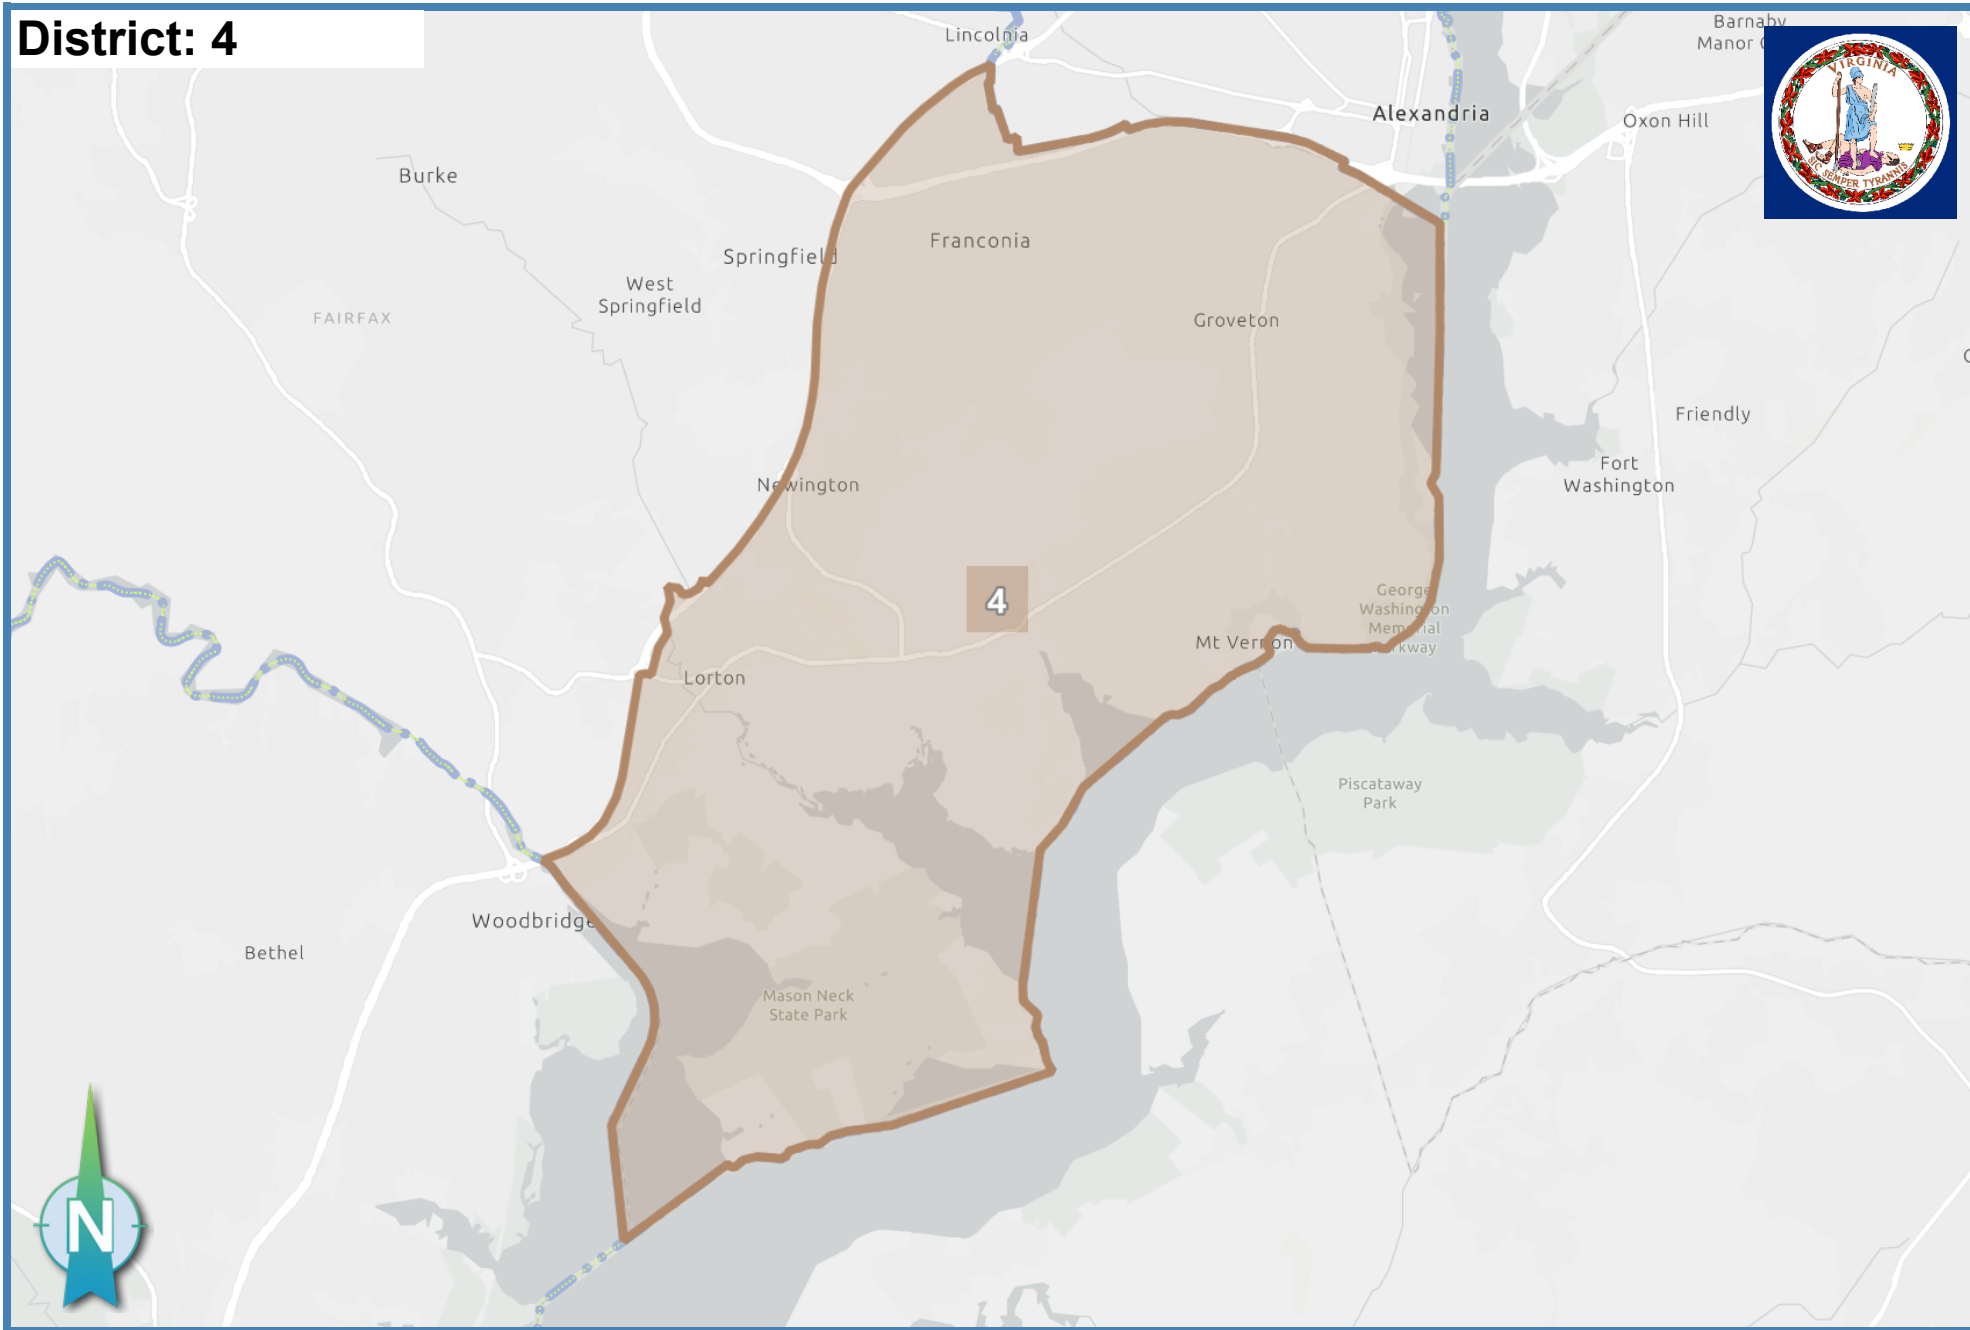 District: 4
Lincolnia
Barnaby
Manor
VIRGINIA
SIC SEMPER TYRANNIS
Alexandria
Oxon Hill
Burke
Franconia
Springfield
West
Springfield
FAIRFAX
Groveton
Friendly
Fort
Washington
Newington
4
George
Washington
Memorial
Parkway
Mt Vernon
Lorton
Piscataway
Park
Woodbridge
Bethel
Mason Neck
State Park
N